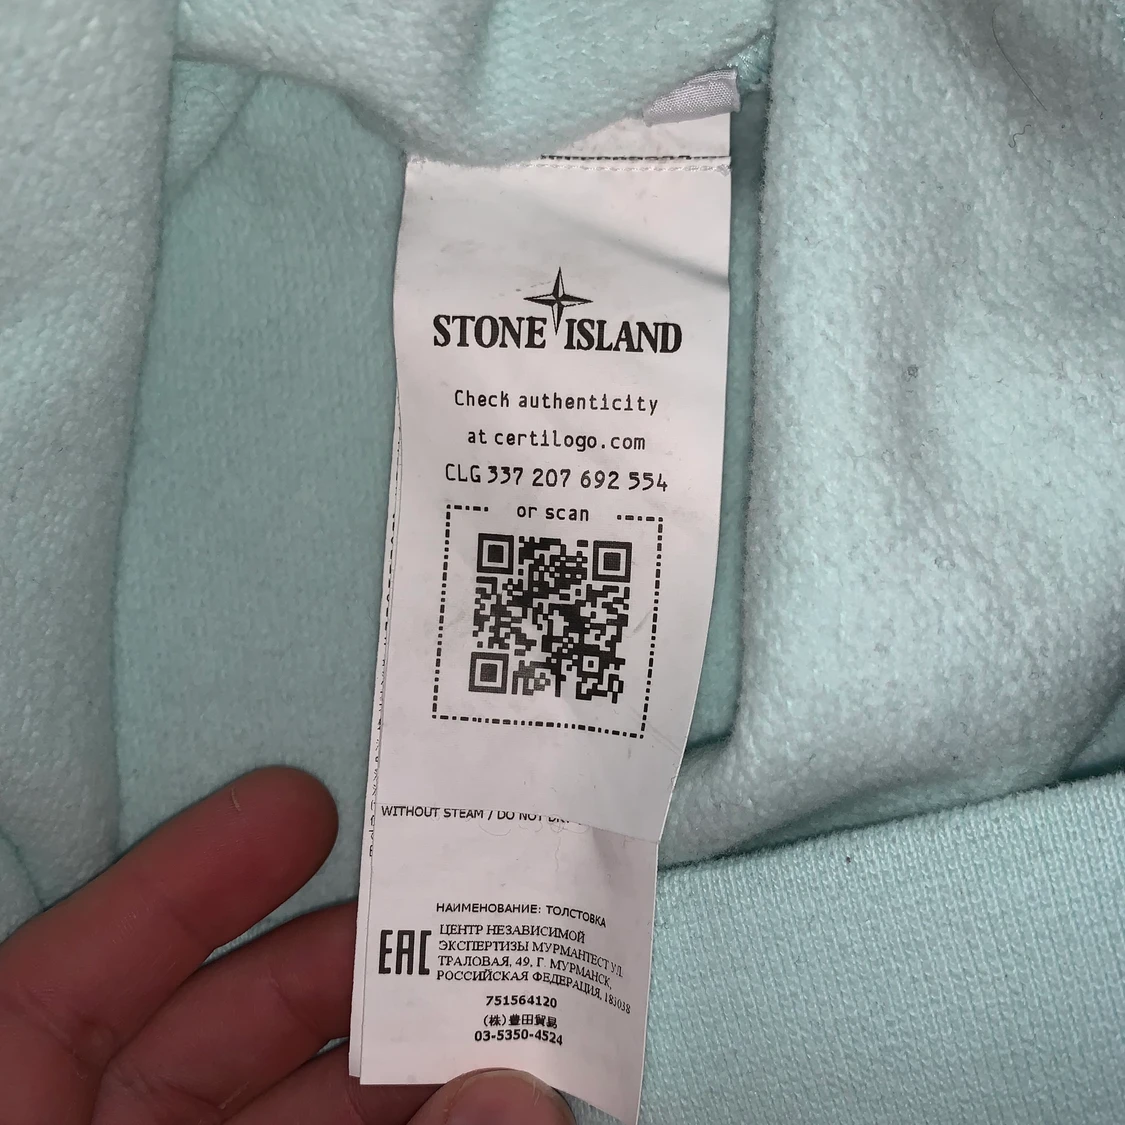 STONE ISLAND
Check authenticity
at certilogo.com
CLG 337 207 692 554
or scan
WITHOUT STEAM / DO NOT
НАИМЕНОВАНИЕ: ТОЛСТОВКА
EAC
ЦЕНТР НЕЗАВИСИМОЙ
ЭКСПЕРТИЗЫ МУРМАНТЕСТ УЛ.
ТРАЛОВАЯ, 49, Г. МУРМАНСК,
РОССИЙСКАЯ ФЕДЕРАЦИЯ, 183038
751564120
(株)豊田貿易
03-5350-4524